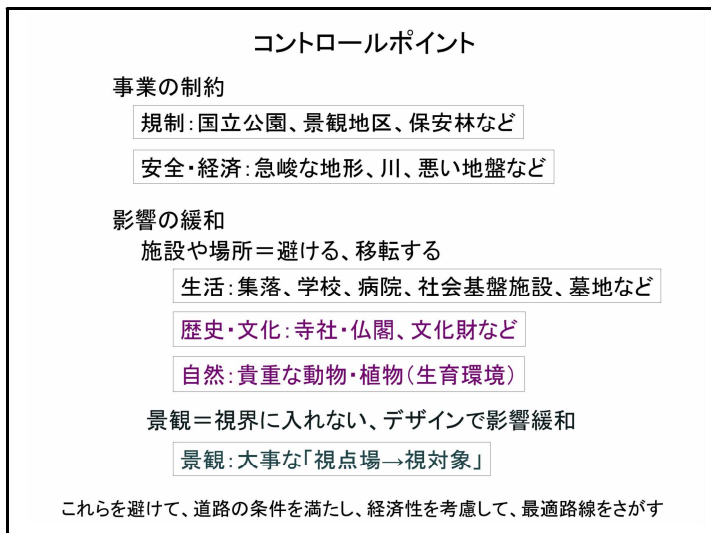 コントロールポイント
事業の制約
規制:国立公園、景観地区、保安林など
安全・経済:急峻な地形、川、悪い地盤など
影響の緩和
施設や場所=避ける、移転する
生活:集落、学校、病院、社会基盤施設、墓地など
歴史・文化:寺社・仏閣、文化財など
自然:貴重な動物・植物(生育環境)
景観=視界に入れない、デザインで影響緩和
景観:大事な「視点場→視対象」
これらを避けて、道路の条件を満たし、経済性を考慮して、最適路線をさがす